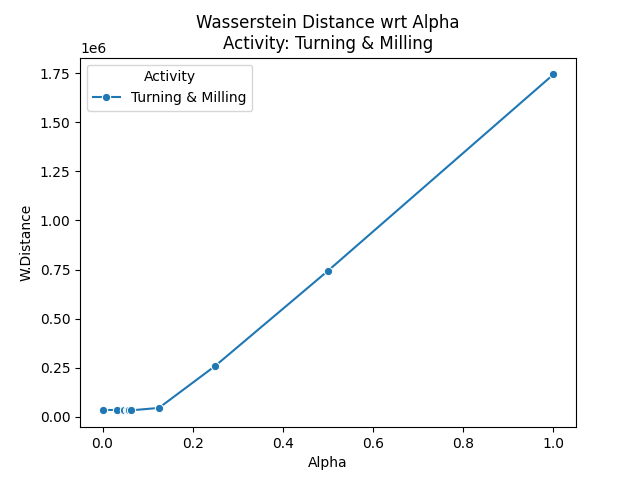 Wasserstein Distance wrt Alpha
Activity: Turning & Milling
1e6
Activity
Turning & Milling
1.75
1.50
1.25
1.00
0.75
0.50
0.25
0.00
W.Distance
0.0 0.2 0.4 0.6 0.8 1.0
Alpha